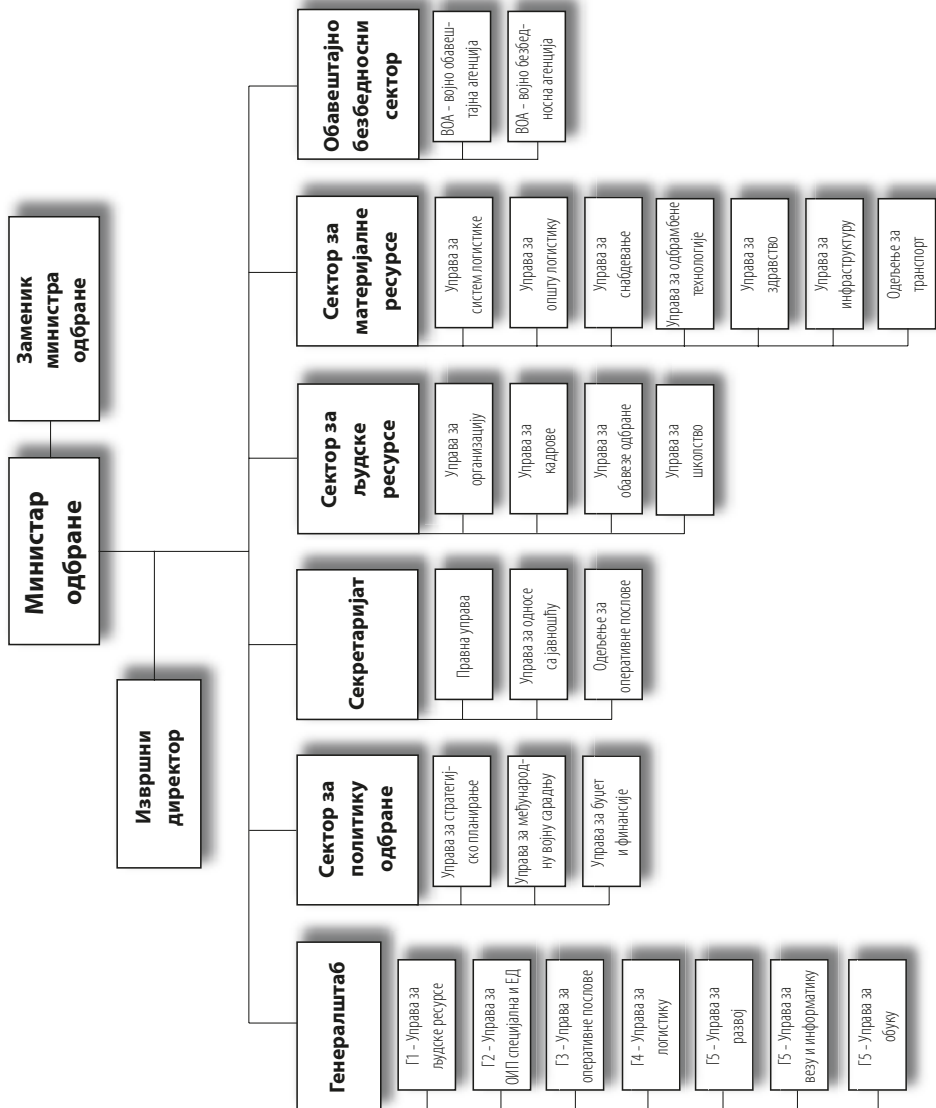 Министар
одбране
Заменик
министра
одбране
Извршни
директор
Генералштаб
Г1 – Управа за
људске ресурсе
Г2 – Управа за
ОИП специјална и ЕД
Г3 – Управа за
оперативне послове
Г4 – Управа за
логистику
Г5 – Управа за
развој
Г5 – Управа за
везу и информатику
Г5 – Управа за
обуку
Сектор за
политику
одбране
Управа за стратегиј-
ско планирање
Управа за међународ-
ну војну сарадњу
Управа за буџет
и финансије
Секретаријат
Правна управа
Управа за односе
са јавношћу
Одељење за
оперативне послове
Сектор за
људске
ресурсе
Управа за
организацију
Управа за
кадрове
Управа за
обавезе одбране
Управа за
школство
Сектор за
материјалне
ресурсе
Управа за
систем логистике
Управа за
општу логистику
Управа за
снабдевање
Управа за одбрамбене
технологије
Управа за
здравство
Управа за
инфраструктуру
Одељење за
транспорт
Обавештајно
безбедносни
сектор
ВОА – војно обавеш-
тајна агенција
ВОА – војно безбед-
носна агенција